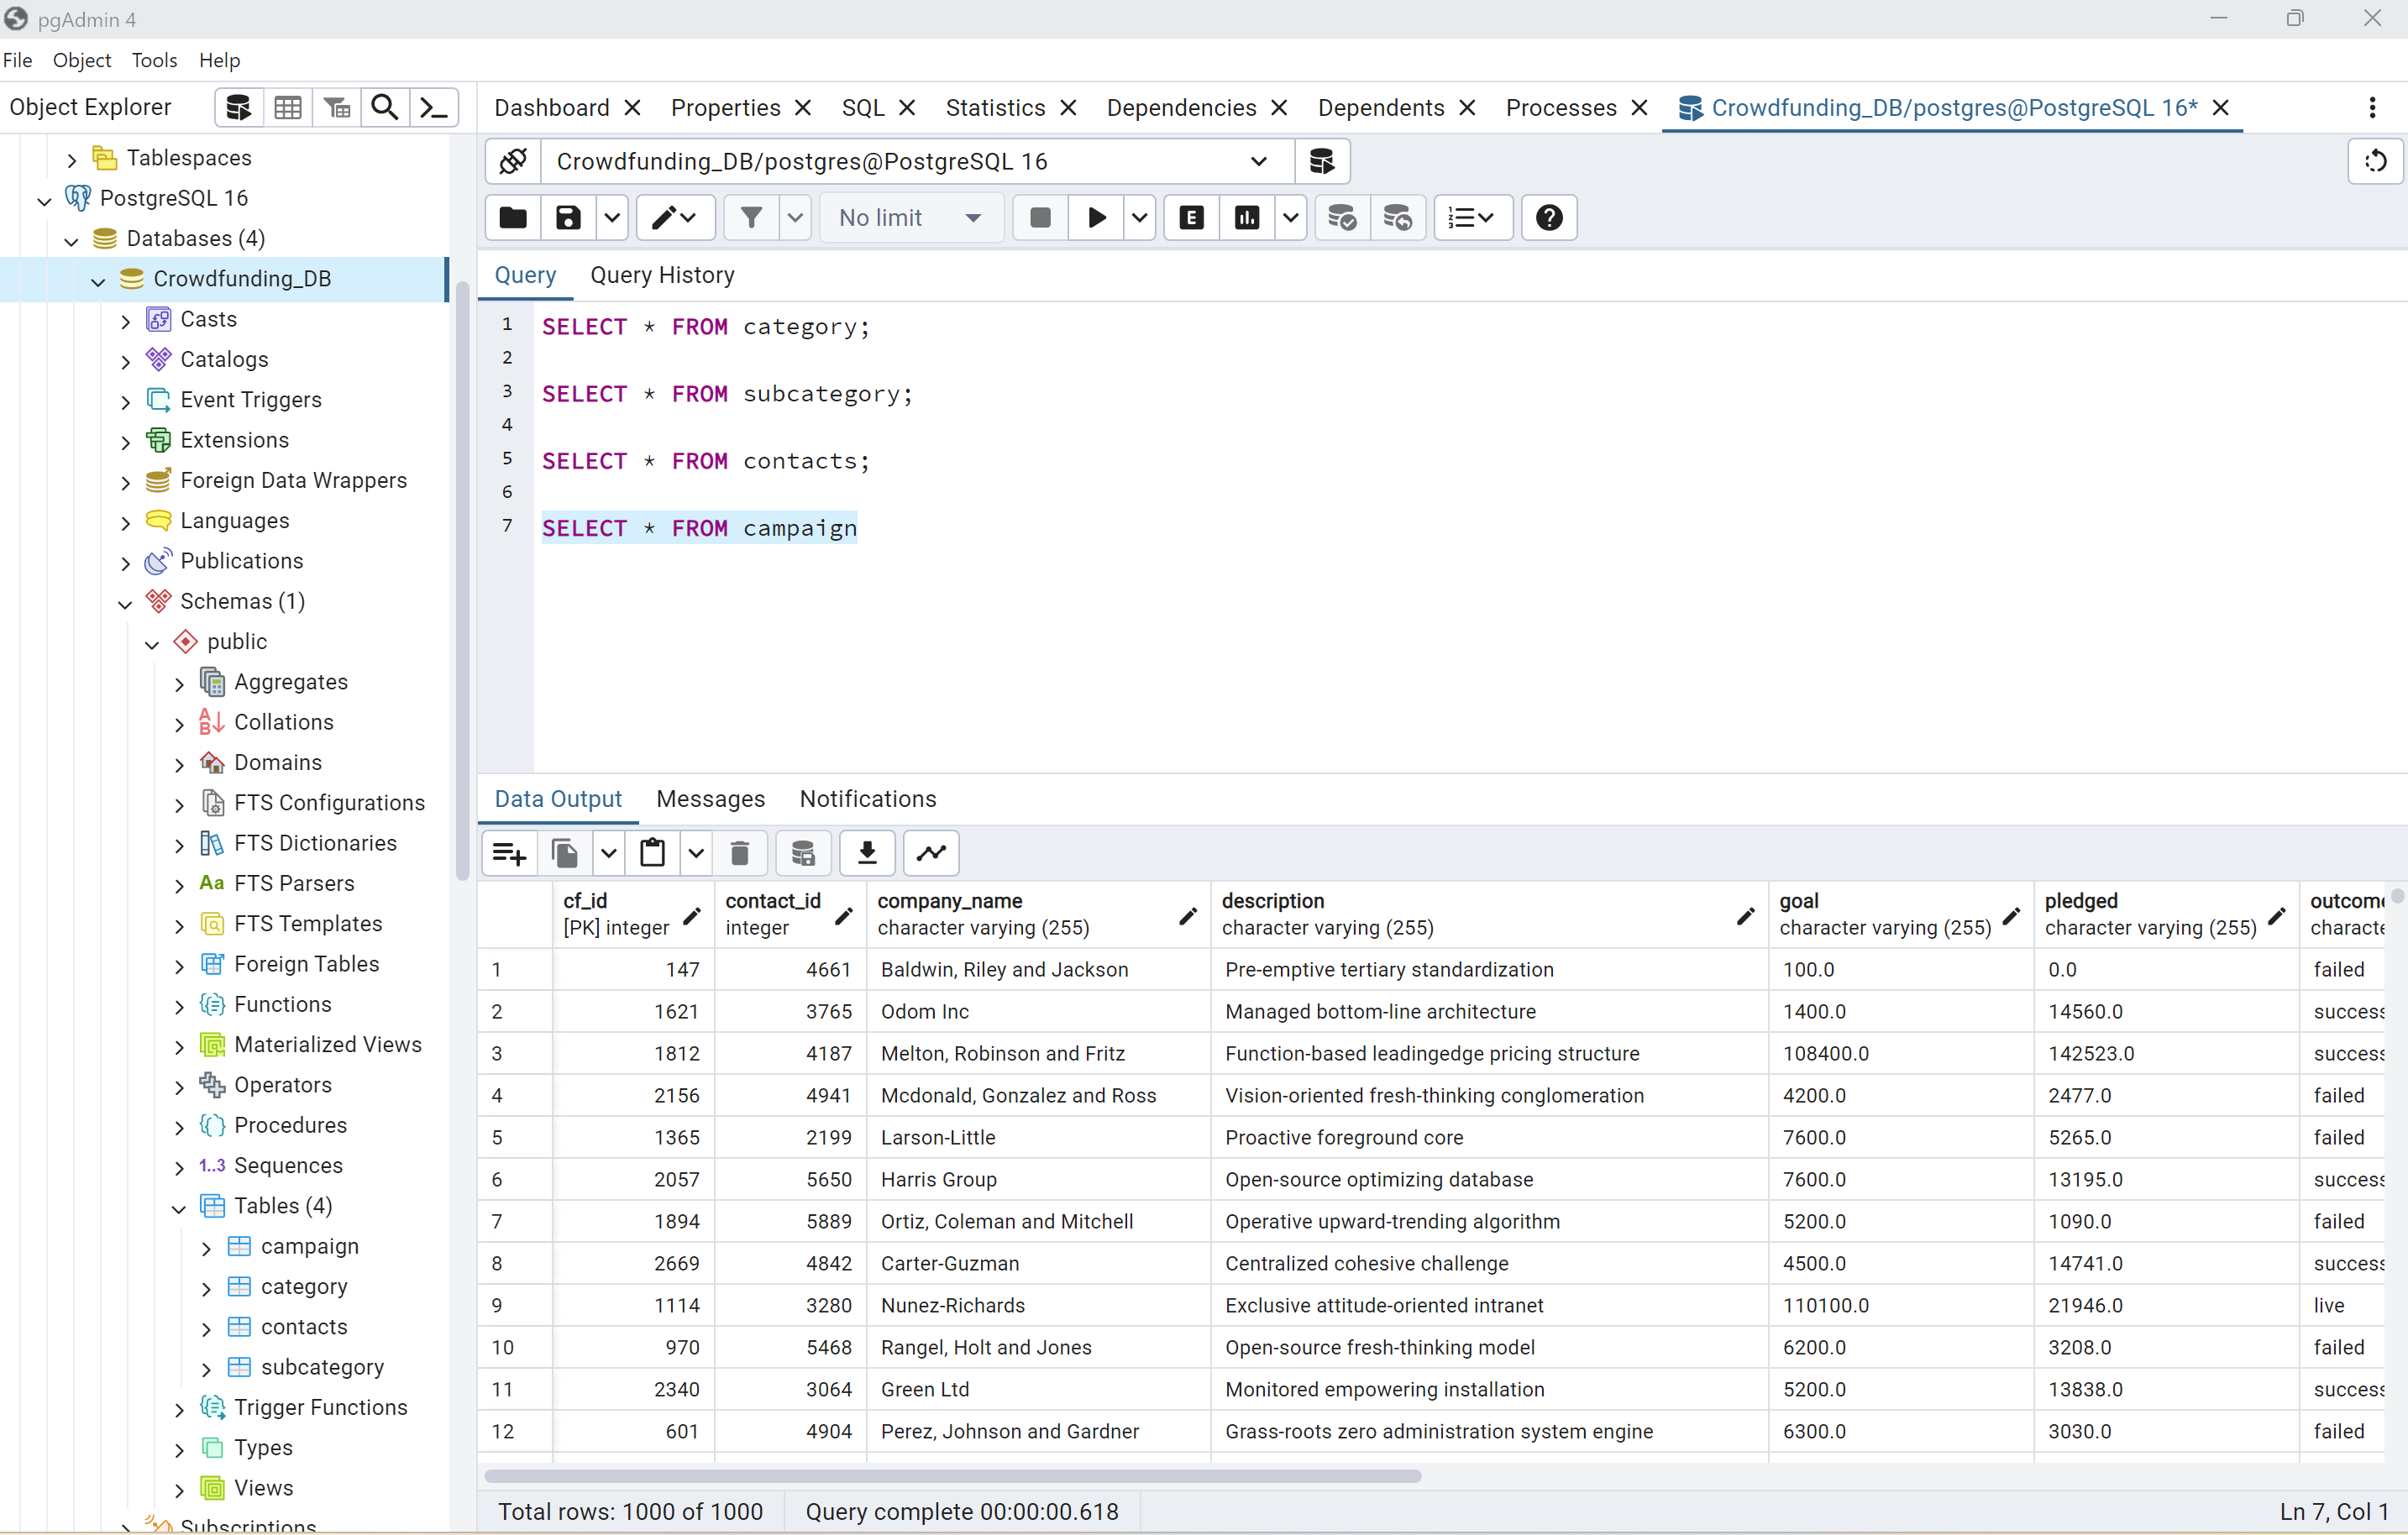 pgAdmin 4
File Object Tools Help
Object Explorer
Dashboard Properties SQL Statistics Dependencies Dependents Processes Crowdfunding_DB/postgres@PostgreSQL 16*
Tablespaces
PostgreSQL 16
Databases (4)
Crowdfunding_DB
Casts
Catalogs
Event Triggers
Extensions
Foreign Data Wrappers
Languages
Publications
Schemas (1)
public
Aggregates
Collations
Domains
FTS Configurations
FTS Dictionaries
Aa FTS Parsers
FTS Templates
Foreign Tables
Functions
Materialized Views
Operators
Procedures
1..3 Sequences
Tables (4)
campaign
category
contacts
subcategory
Trigger Functions
Types
Views
Subscriptions
Crowdfunding_DB/postgres@PostgreSQL 16
No limit E
Query Query History
1 SELECT * FROM category;
2
3 SELECT * FROM subcategory;
4
5 SELECT * FROM contacts;
6
7 SELECT * FROM campaign
Data Output Messages Notifications
cf_id contact_id company_name description goal pledged outcome
[PK] integer integer character varying (255) character varying (255) character varying (255) character varying (255) characte
1 147 4661 Baldwin, Riley and Jackson Pre-emptive tertiary standardization 100.0 0.0 failed
2 1621 3765 Odom Inc Managed bottom-line architecture 1400.0 14560.0 success
3 1812 4187 Melton, Robinson and Fritz Function-based leadingedge pricing structure 108400.0 142523.0 success
4 2156 4941 Mcdonald, Gonzalez and Ross Vision-oriented fresh-thinking conglomeration 4200.0 2477.0 failed
5 1365 2199 Larson-Little Proactive foreground core 7600.0 5265.0 failed
6 2057 5650 Harris Group Open-source optimizing database 7600.0 13195.0 success
7 1894 5889 Ortiz, Coleman and Mitchell Operative upward-trending algorithm 5200.0 1090.0 failed
8 2669 4842 Carter-Guzman Centralized cohesive challenge 4500.0 14741.0 success
9 1114 3280 Nunez-Richards Exclusive attitude-oriented intranet 110100.0 21946.0 live
10 970 5468 Rangel, Holt and Jones Open-source fresh-thinking model 6200.0 3208.0 failed
11 2340 3064 Green Ltd Monitored empowering installation 5200.0 13838.0 success
12 601 4904 Perez, Johnson and Gardner Grass-roots zero administration system engine 6300.0 3030.0 failed
Total rows: 1000 of 1000 Query complete 00:00:00.618 Ln 7, Col 1